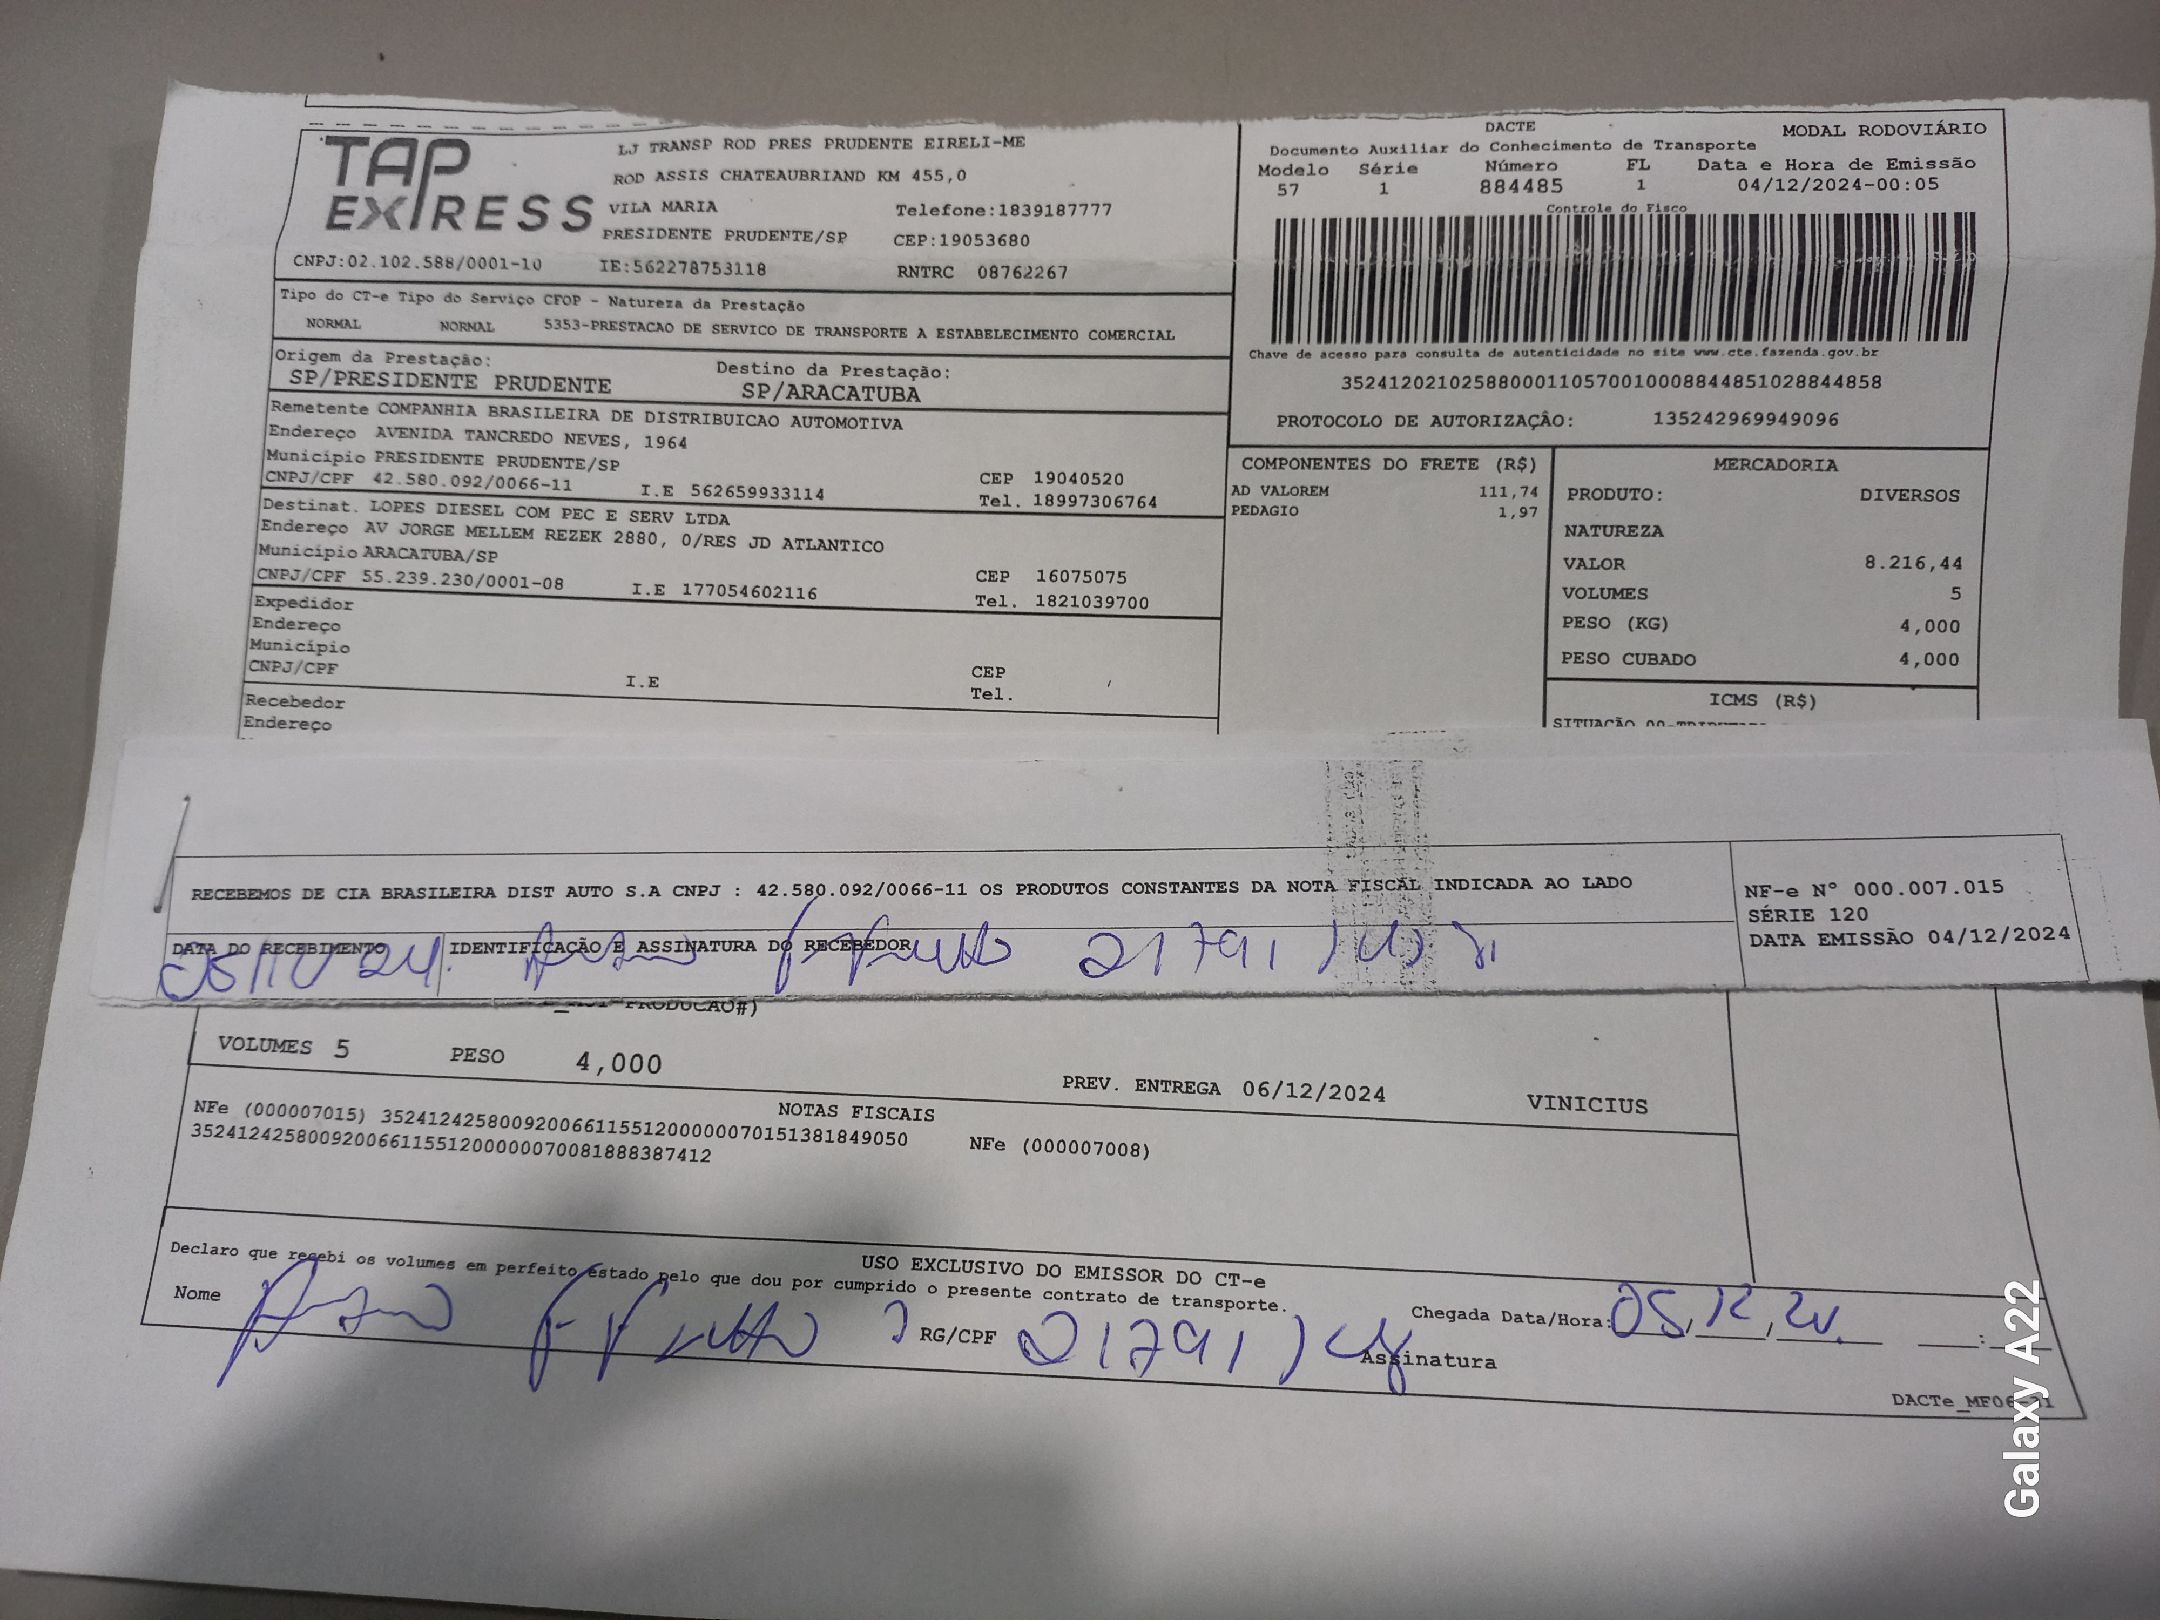 TAP EXPRESS
LJ TRANSP ROD PRES PRUDENTE EIRELI-ME
ROD ASSIS CHATEAUBRIAND KM 455,0
VILA MARIA Telefone:1839187777
PRESIDENTE PRUDENTE/SP CEP:19053680
CNPJ:02.102.588/0001-10 IE:562278753118 RNTRC 08762267
DACTE MODAL RODOVIÁRIO
Documento Auxiliar do Conhecimento de Transporte
Modelo Série Número FL Data e Hora de Emissão
57 1 884485 1 04/12/2024-00:05
Controle do Fisco
Chave de acesso para consulta de autenticidade no site www.cte.fazenda.gov.br
35241202102588000110570010008844851028844858
PROTOCOLO DE AUTORIZAÇÃO: 135242969949096
Tipo do CT-e Tipo do Serviço CFOP - Natureza da Prestação
NORMAL NORMAL 5353-PRESTACAO DE SERVICO DE TRANSPORTE A ESTABELECIMENTO COMERCIAL
Origem da Prestação: Destino da Prestação:
SP/PRESIDENTE PRUDENTE SP/ARACATUBA
Remetente COMPANHIA BRASILEIRA DE DISTRIBUICAO AUTOMOTIVA
Endereço AVENIDA TANCREDO NEVES, 1964
Município PRESIDENTE PRUDENTE/SP CEP 19040520
CNPJ/CPF 42.580.092/0066-11 I.E 562659933114 Tel. 18997306764
Destinat. LOPES DIESEL COM PEC E SERV LTDA
Endereço AV JORGE MELLEM REZEK 2880, 0/RES JD ATLANTICO
Município ARACATUBA/SP CEP 16075075
CNPJ/CPF 55.239.230/0001-08 I.E 177054602116 Tel. 1821039700
Expedidor
Endereço
Município CEP
CNPJ/CPF I.E Tel.
Recebedor
Endereço
COMPONENTES DO FRETE (R$)
AD VALOREM 111,74
PEDAGIO 1,97
MERCADORIA
PRODUTO: DIVERSOS
NATUREZA
VALOR 8.216,44
VOLUMES 5
PESO (KG) 4,000
PESO CUBADO 4,000
ICMS (R$)
RECEBEMOS DE CIA BRASILEIRA DIST AUTO S.A CNPJ : 42.580.092/0066-11 OS PRODUTOS CONSTANTES DA NOTA FISCAL INDICADA AO LADO
NF-e Nº 000.007.015
SÉRIE 120
DATA EMISSÃO 04/12/2024
DATA DO RECEBIMENTO IDENTIFICAÇÃO E ASSINATURA DO RECEBEDOR
VOLUMES 5 PESO 4,000 PREV. ENTREGA 06/12/2024 VINICIUS
NOTAS FISCAIS
NFe (000007015) 35241242580092006611551200000070151381849050 NFe (000007008)
35241242580092006611551200000070081888387412
USO EXCLUSIVO DO EMISSOR DO CT-e
Declaro que recebi os volumes em perfeito estado pelo que dou por cumprido o presente contrato de transporte.
Nome RG/CPF Assinatura Chegada Data/Hora: 05,12,24
Galaxy A22